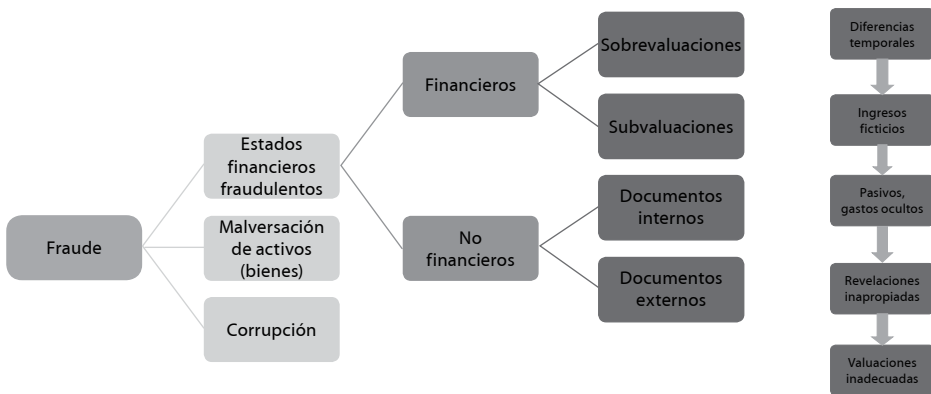 Fraude
Estados
financieros
fraudulentos
Malversación
de activos
(bienes)
Corrupción
Financieros
No
financieros
Sobrevaluaciones
Subvaluaciones
Documentos
internos
Documentos
externos
Diferencias
temporales
Ingresos
ficticios
Pasivos,
gastos ocultos
Revelaciones
inapropiadas
Valuaciones
inadecuadas